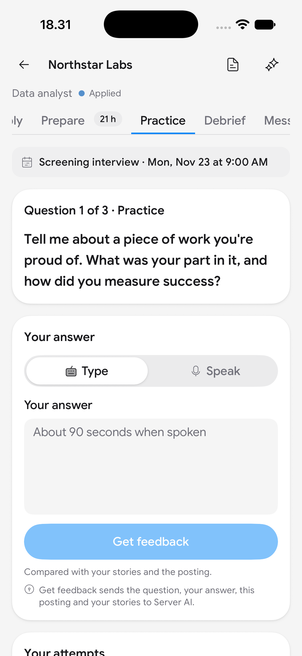 18.31
Northstar Labs
Data analyst Applied
ly Prepare 21 h Practice Debrief Mess
Screening interview · Mon, Nov 23 at 9:00 AM
Question 1 of 3 · Practice
Tell me about a piece of work you're
proud of. What was your part in it, and
how did you measure success?
Your answer
Type Speak
Your answer
About 90 seconds when spoken
Get feedback
Compared with your stories and the posting.
Get feedback sends the question, your answer, this
posting and your stories to Server AI.
Your attempts